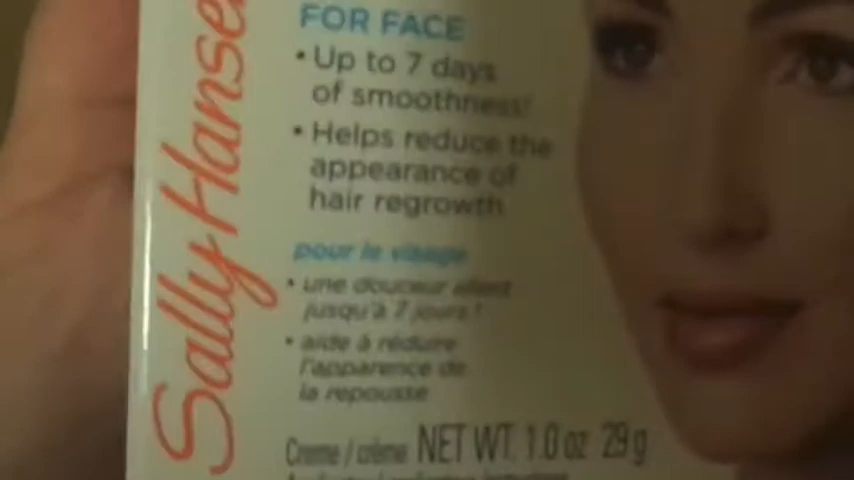 Sally Hansen
FOR FACE
• Up to 7 days
of smoothness!
• Helps reduce the
appearance of
hair regrowth
pour le visage
• une douceur allant
jusqu'à 7 jours !
• aide à réduire
l'apparence de
la repousse
Creme / crème NET WT. 1.0 oz 29 g